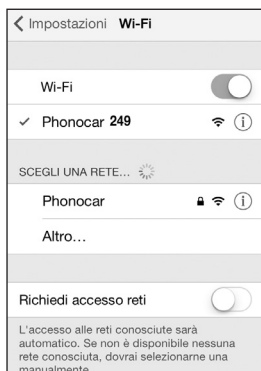 Impostazioni Wi-Fi
Wi-Fi
Phonocar 249
SCEGLI UNA RETE...
Phonocar
Altro...
Richiedi accesso reti
L'accesso alle reti conosciute sarà
automatico. Se non è disponibile nessuna
rete conosciuta, dovrai selezionarne una
manualmente.